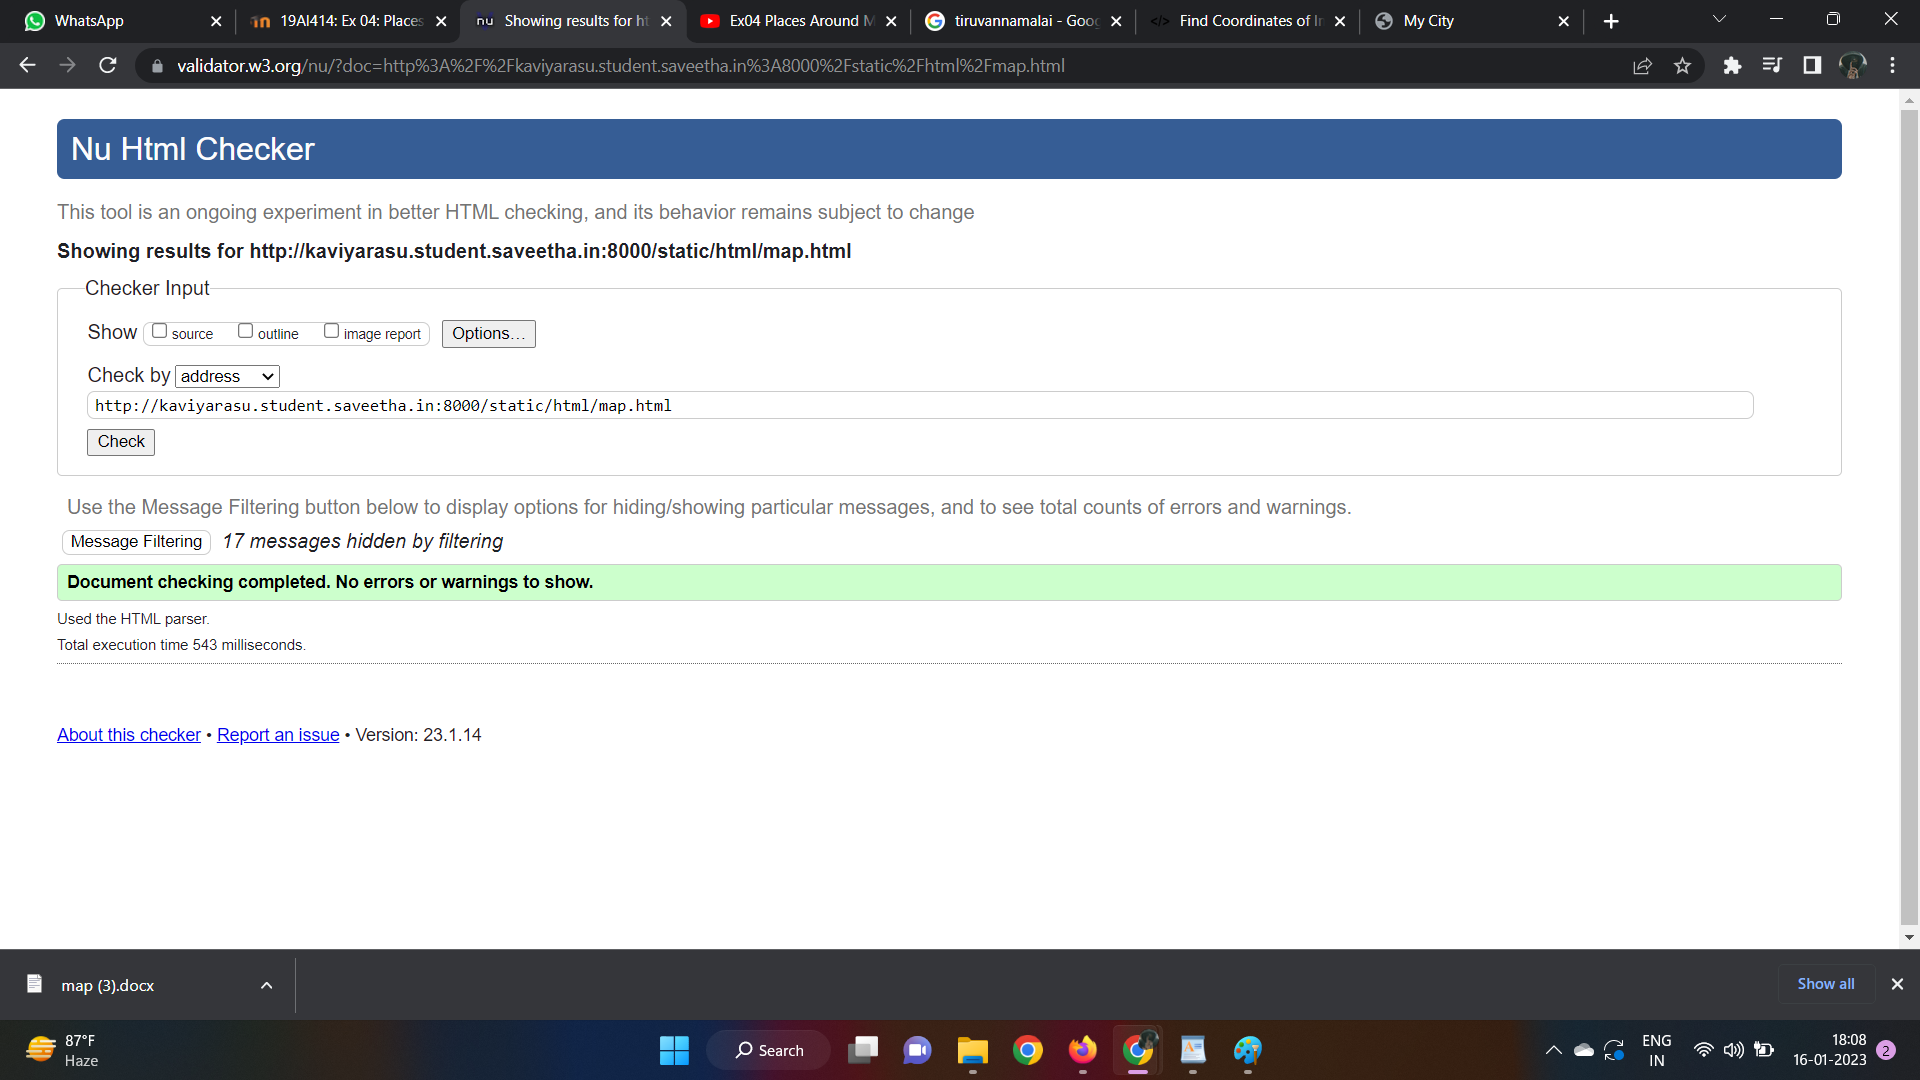 WhatsApp
19AI414: Ex 04: Places
Showing results for ht
Ex04 Places Around M
tiruvannamalai - Goog
Find Coordinates of Im
My City
validator.w3.org/nu/?doc=http%3A%2F%2Fkaviyarasu.student.saveetha.in%3A8000%2Fstatic%2Fhtml%2Fmap.html
Nu Html Checker
This tool is an ongoing experiment in better HTML checking, and its behavior remains subject to change
Showing results for http://kaviyarasu.student.saveetha.in:8000/static/html/map.html
Checker Input
Show source outline image report Options...
Check by address
http://kaviyarasu.student.saveetha.in:8000/static/html/map.html
Check
Use the Message Filtering button below to display options for hiding/showing particular messages, and to see total counts of errors and warnings.
Message Filtering 17 messages hidden by filtering
Document checking completed. No errors or warnings to show.
Used the HTML parser.
Total execution time 543 milliseconds.
About this checker • Report an issue • Version: 23.1.14
map (3).docx
Show all
87°F
Haze
Search
ENG
IN
18:08
16-01-2023
2